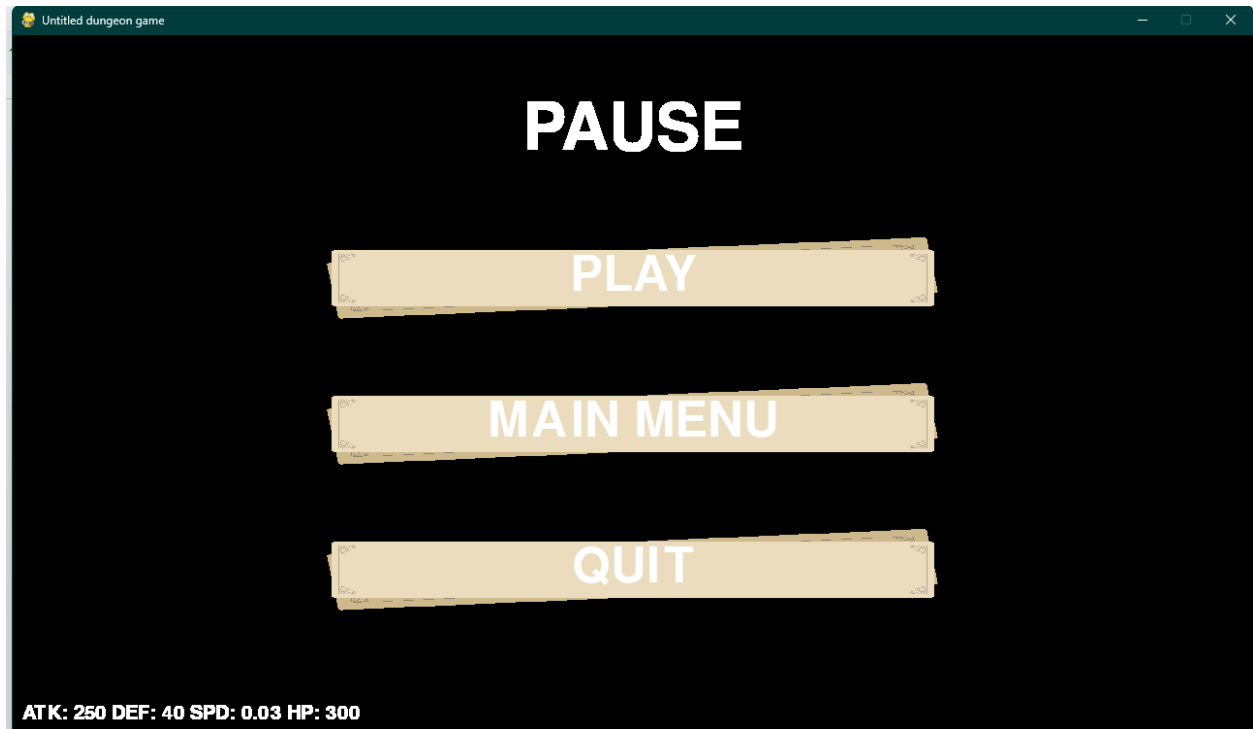 Untitled dungeon game
PAUSE
PLAY
MAIN MENU
QUIT
ATK: 250 DEF: 40 SPD: 0.03 HP: 300